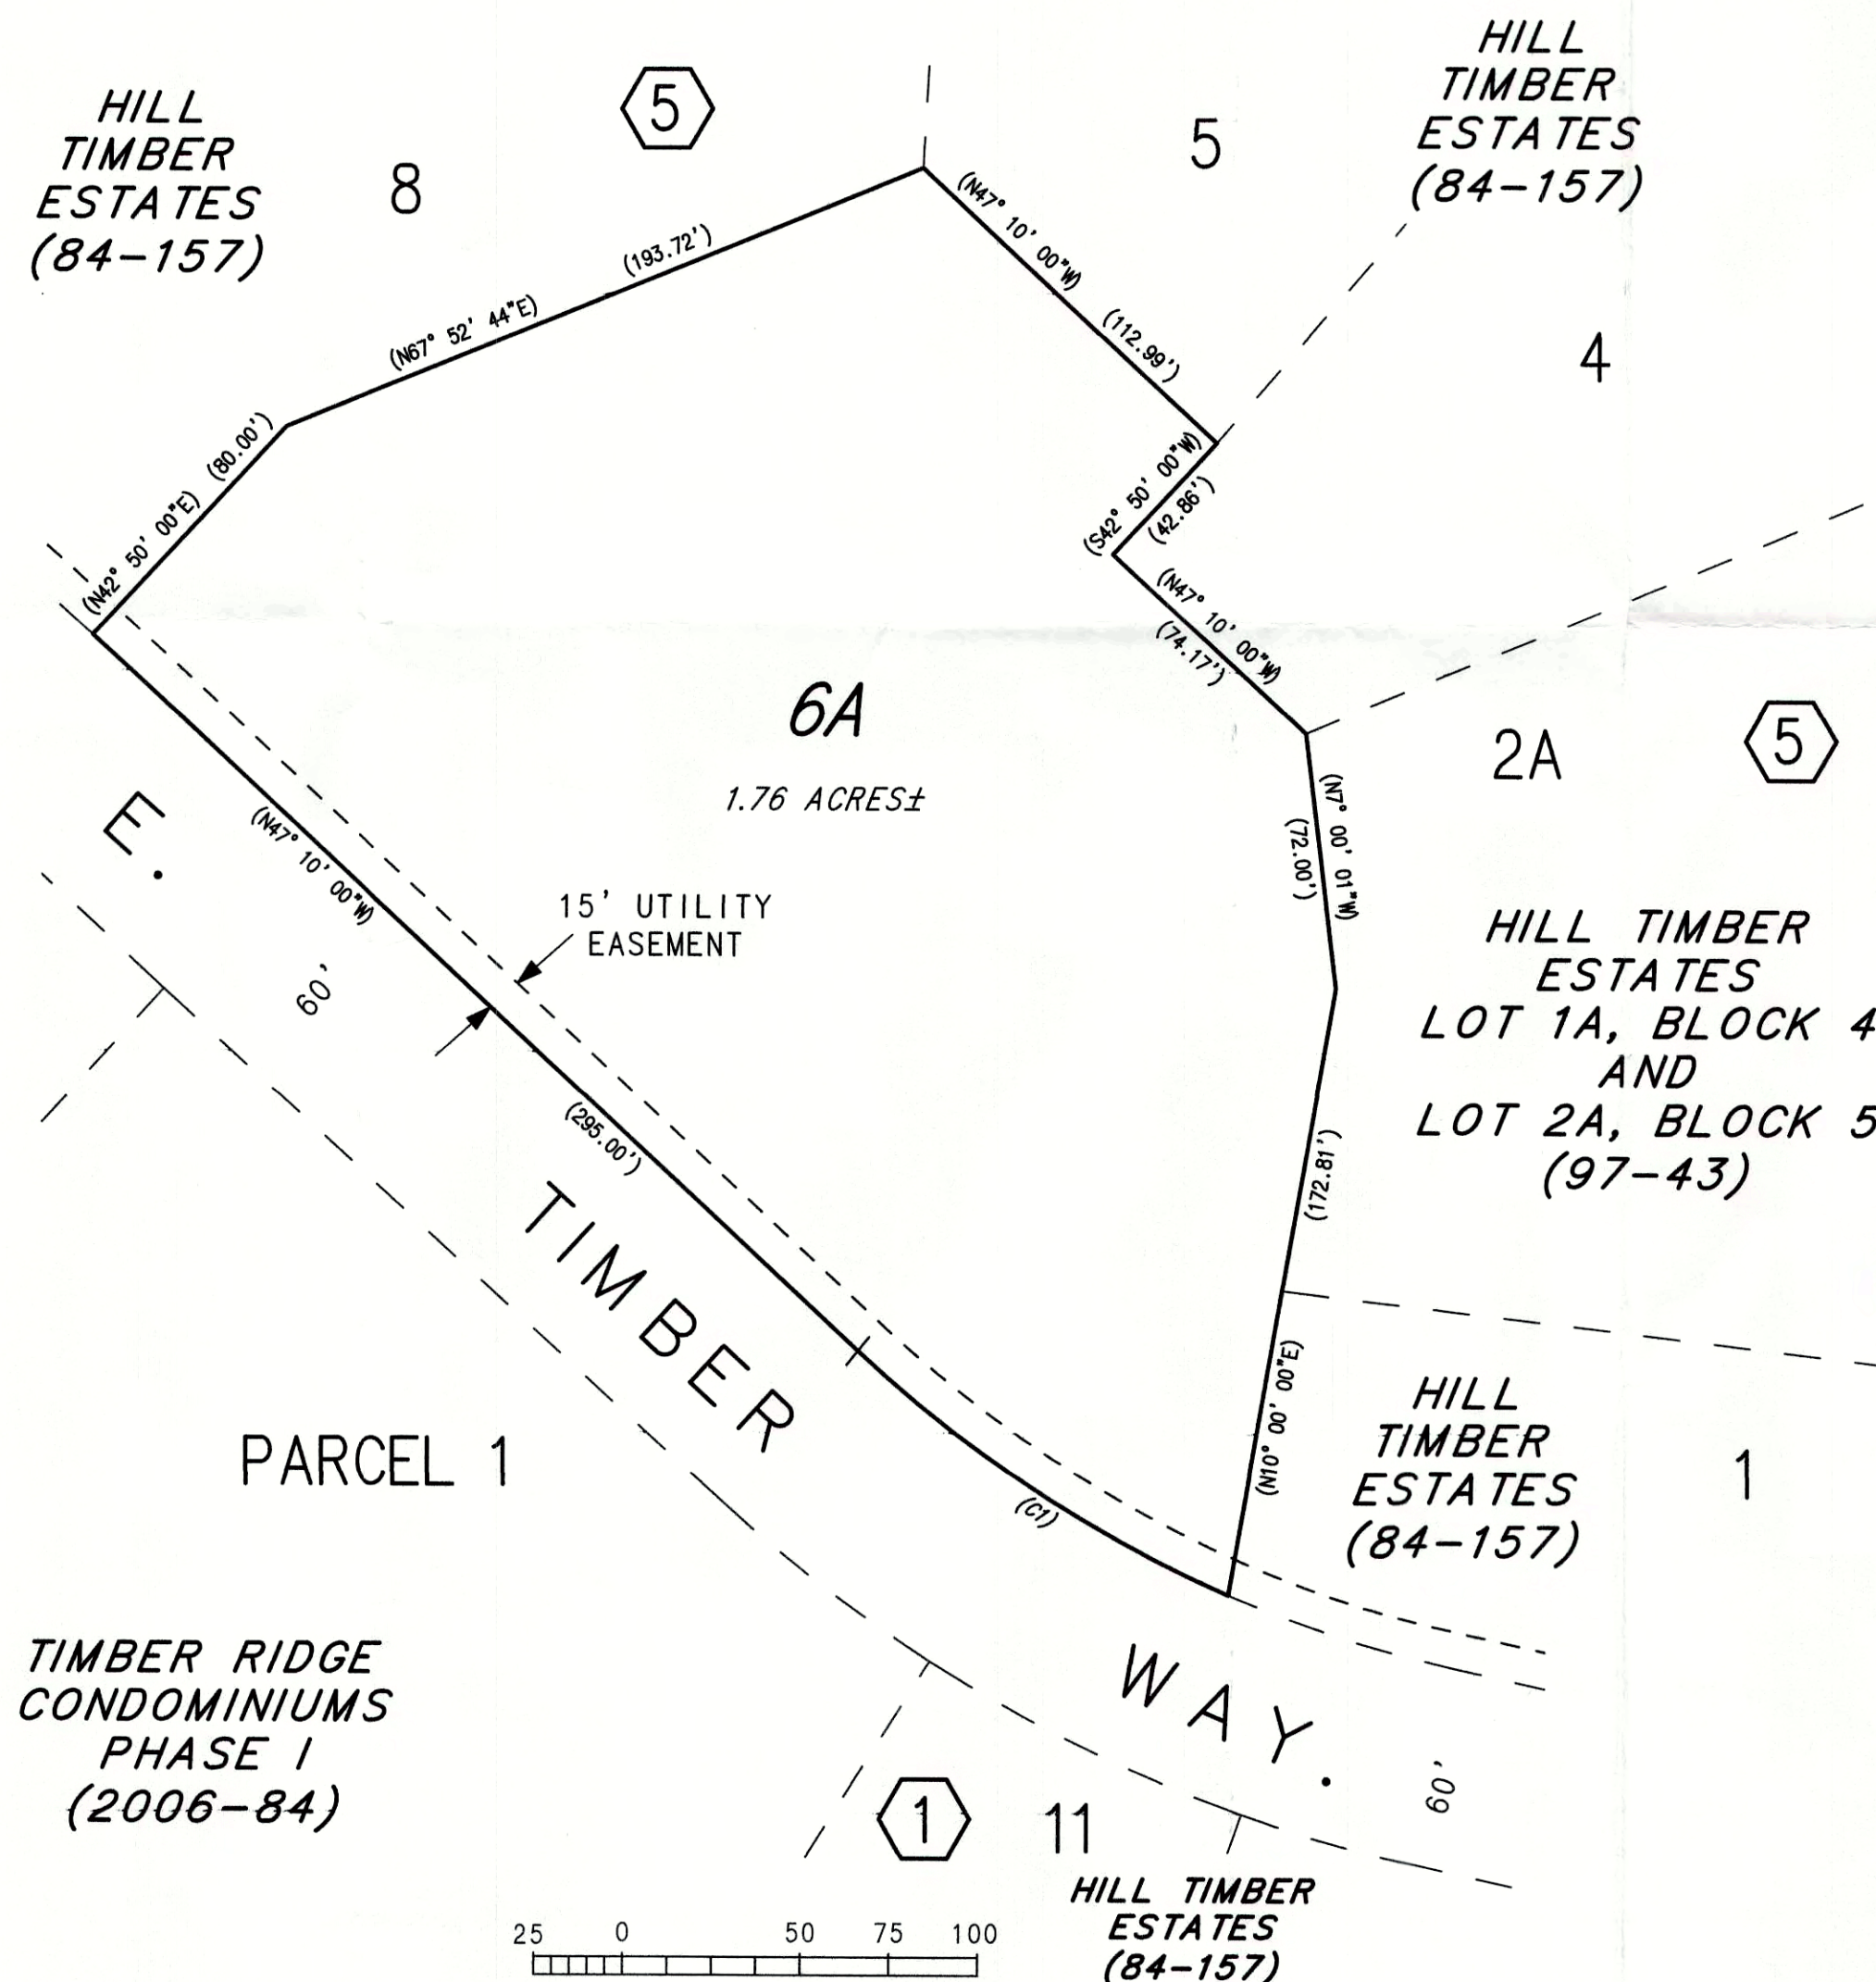 HILL
TIMBER
ESTATES
(84-157)
8
5
5
HILL
TIMBER
ESTATES
(84-157)
4
(N67° 52' 44"E)
(193.72')
(N47° 10' 00"W)
(112.99')
(N42° 50' 00"E)
(80.00')
(S42° 50' 00"W)
(42.86')
(N47° 10' 00"W)
(74.17')
6A
1.76 ACRES±
2A
5
(N7° 00' 01"W)
(72.00')
E.
(N47° 10' 00"W)
15' UTILITY
EASEMENT
60'
(295.00')
HILL TIMBER
ESTATES
LOT 1A, BLOCK 4
AND
LOT 2A, BLOCK 5
(97-43)
(172.81')
(N10° 00' 00"E)
TIMBER
PARCEL 1
(C1)
HILL
TIMBER
ESTATES
(84-157)
1
TIMBER RIDGE
CONDOMINIUMS
PHASE I
(2006-84)
WAY.
60'
1
11
HILL TIMBER
ESTATES
(84-157)
25 0 50 75 100